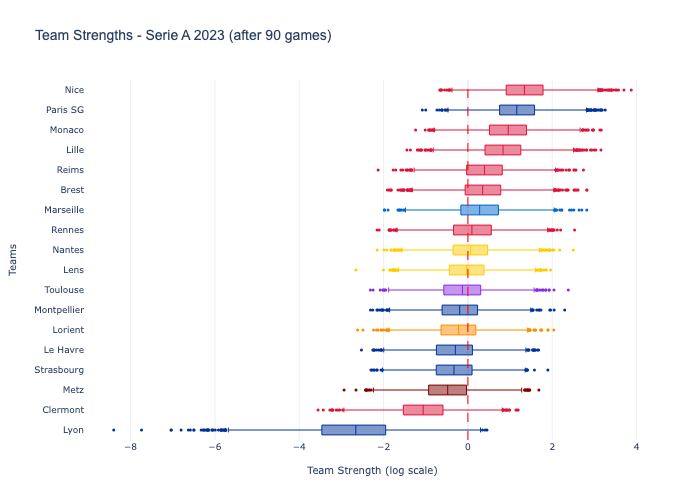 Team Strengths - Serie A 2023 (after 90 games)
Nice
Paris SG
Monaco
Lille
Reims
Brest
Marseille
Rennes
Nantes
Lens
Toulouse
Montpellier
Lorient
Le Havre
Strasbourg
Metz
Clermont
Lyon
Teams
−8 −6 −4 −2 0 2 4
Team Strength (log scale)